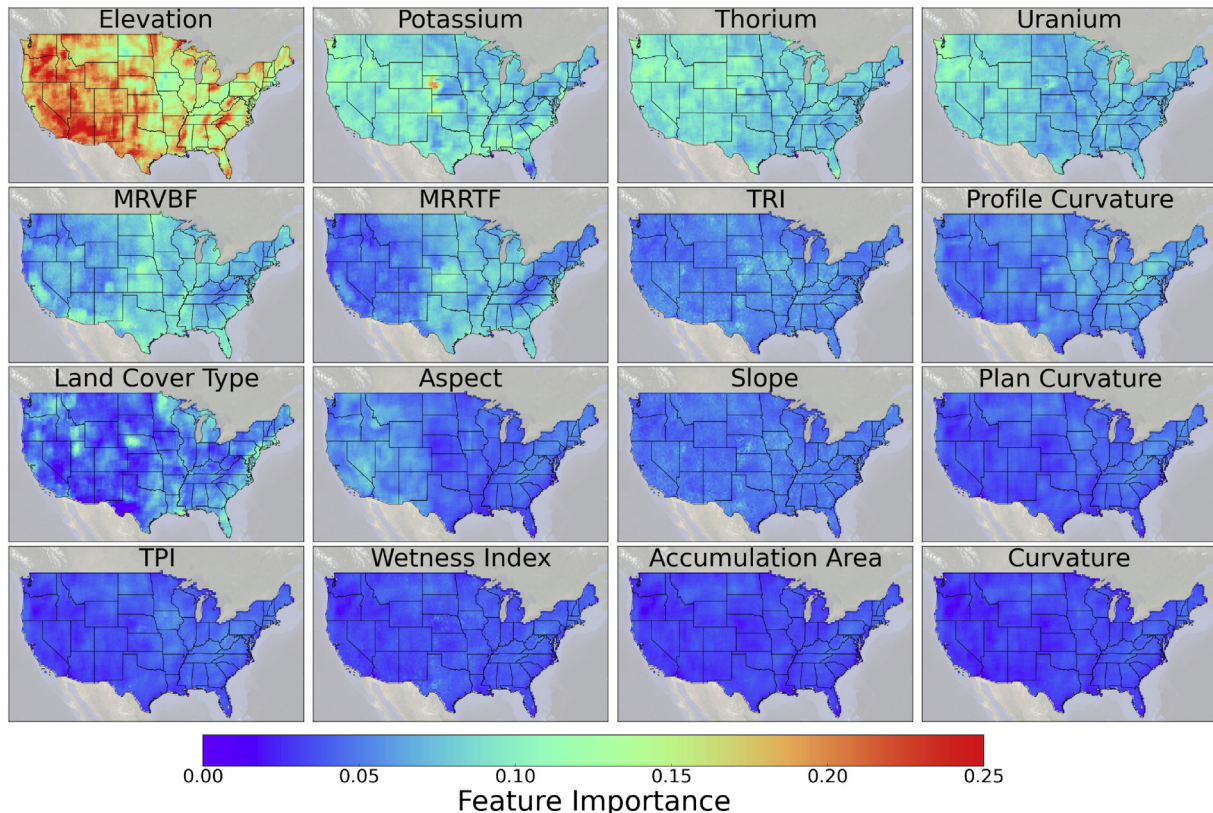 Elevation
Potassium
Thorium
Uranium
MRVBF
MRRTF
TRI
Profile Curvature
Land Cover Type
Aspect
Slope
Plan Curvature
TPI
Wetness Index
Accumulation Area
Curvature
0.00 0.05 0.10 0.15 0.20 0.25
Feature Importance